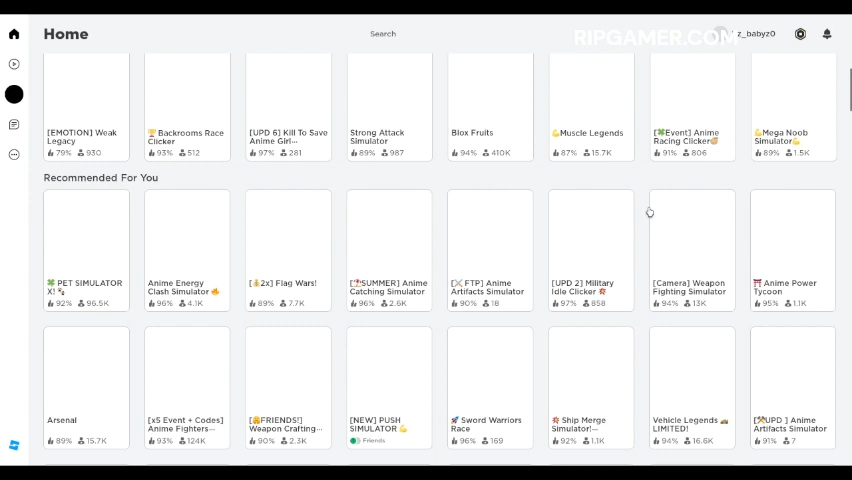 Home
Search
RIPGAMER.COM
z_babyz0
[EMOTION] Weak
Legacy
79% 930
🏆Backrooms Race
Clicker
93% 512
[UPD 6] Kill To Save
Anime Girl…
97% 281
Strong Attack
Simulator
89% 987
Blox Fruits
94% 410K
💪Muscle Legends
87% 15.7K
[🍀Event] Anime
Racing Clicker✊
91% 806
💪Mega Noob
Simulator💪
89% 1.5K
Recommended For You
🍀 PET SIMULATOR
X! 🐾
92% 96.5K
Anime Energy
Clash Simulator 🔥
96% 4.1K
[💰2x] Flag Wars!
89% 7.7K
[⛱️SUMMER] Anime
Catching Simulator
96% 2.6K
[⚔️ FTP] Anime
Artifacts Simulator
90% 18
[UPD 2] Military
Idle Clicker 💥
97% 858
[Camera] Weapon
Fighting Simulator
94% 13K
⛩️ Anime Power
Tycoon
95% 1.1K
Arsenal
89% 15.7K
[x5 Event + Codes]
Anime Fighters…
93% 124K
[👷FRIENDS!]
Weapon Crafting…
90% 2.3K
[NEW] PUSH
SIMULATOR 💪
Friends
🚀 Sword Warriors
Race
96% 169
💥 Ship Merge
Simulator!…
92% 1.1K
Vehicle Legends 🚙
LIMITED!
94% 16.6K
[⚒️UPD ] Anime
Artifacts Simulator
91% 7